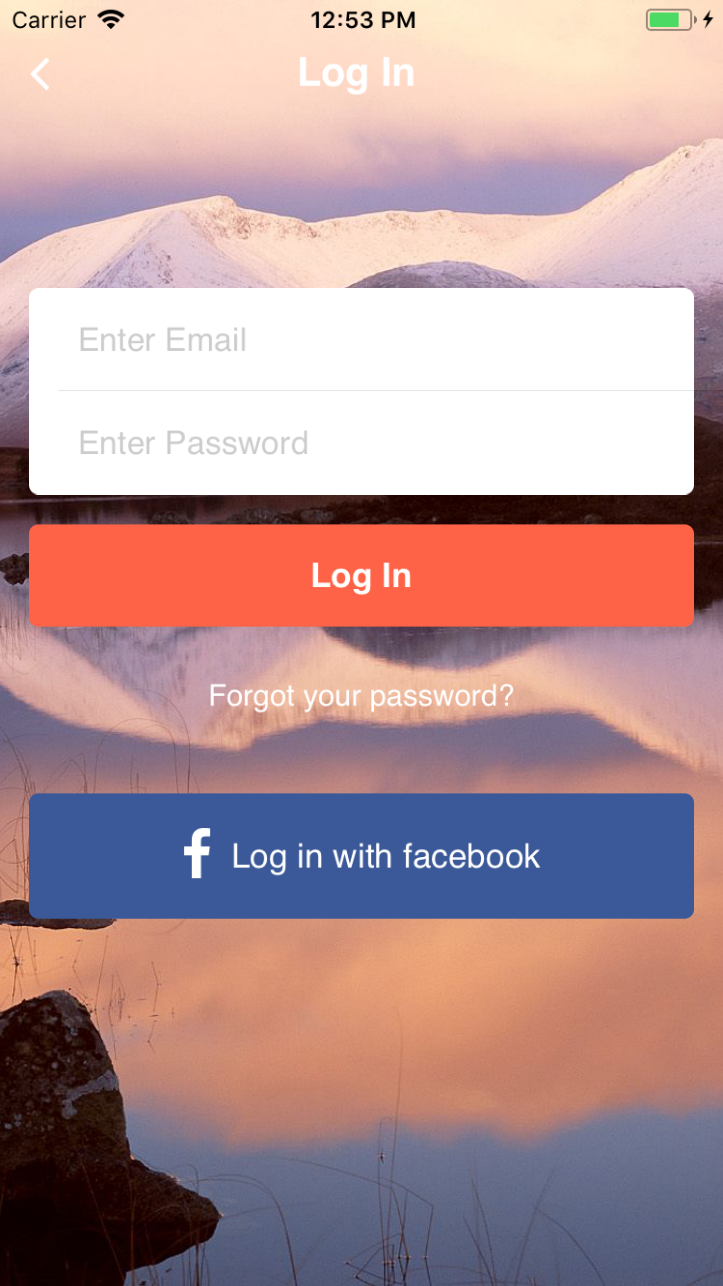 Carrier 12:53 PM
Log In
Enter Email
Enter Password
Log In
Forgot your password?
Log in with facebook